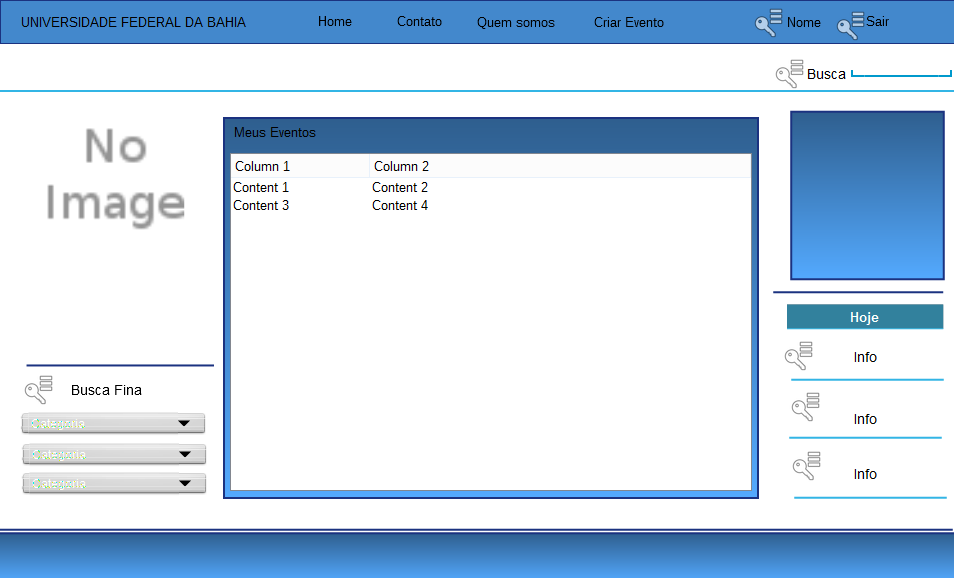 UNIVERSIDADE FEDERAL DA BAHIA Home Contato Quem somos Criar Evento Nome Sair
Busca
No
Image
Meus Eventos
Column 1 Column 2
Content 1 Content 2
Content 3 Content 4
Busca Fina
Categoria
Categoria
Categoria
Hoje
Info
Info
Info